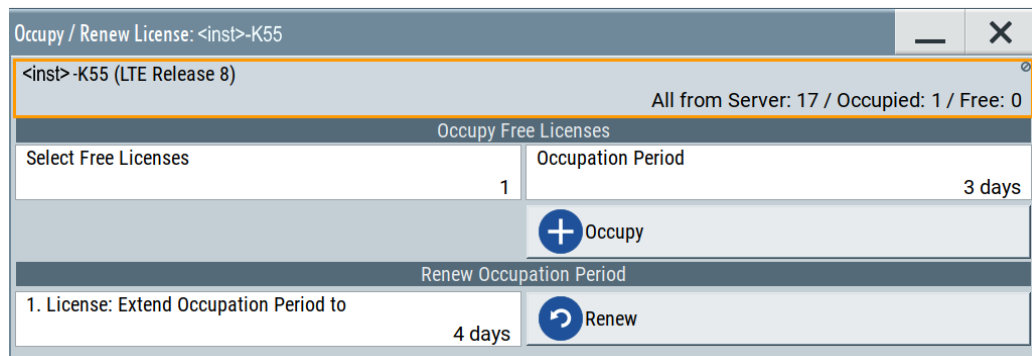 Occupy / Renew License: <inst>-K55
<inst>-K55 (LTE Release 8)
All from Server: 17 / Occupied: 1 / Free: 0
Occupy Free Licenses
Select Free Licenses
1
Occupation Period
3 days
Occupy
Renew Occupation Period
1. License: Extend Occupation Period to
4 days
Renew